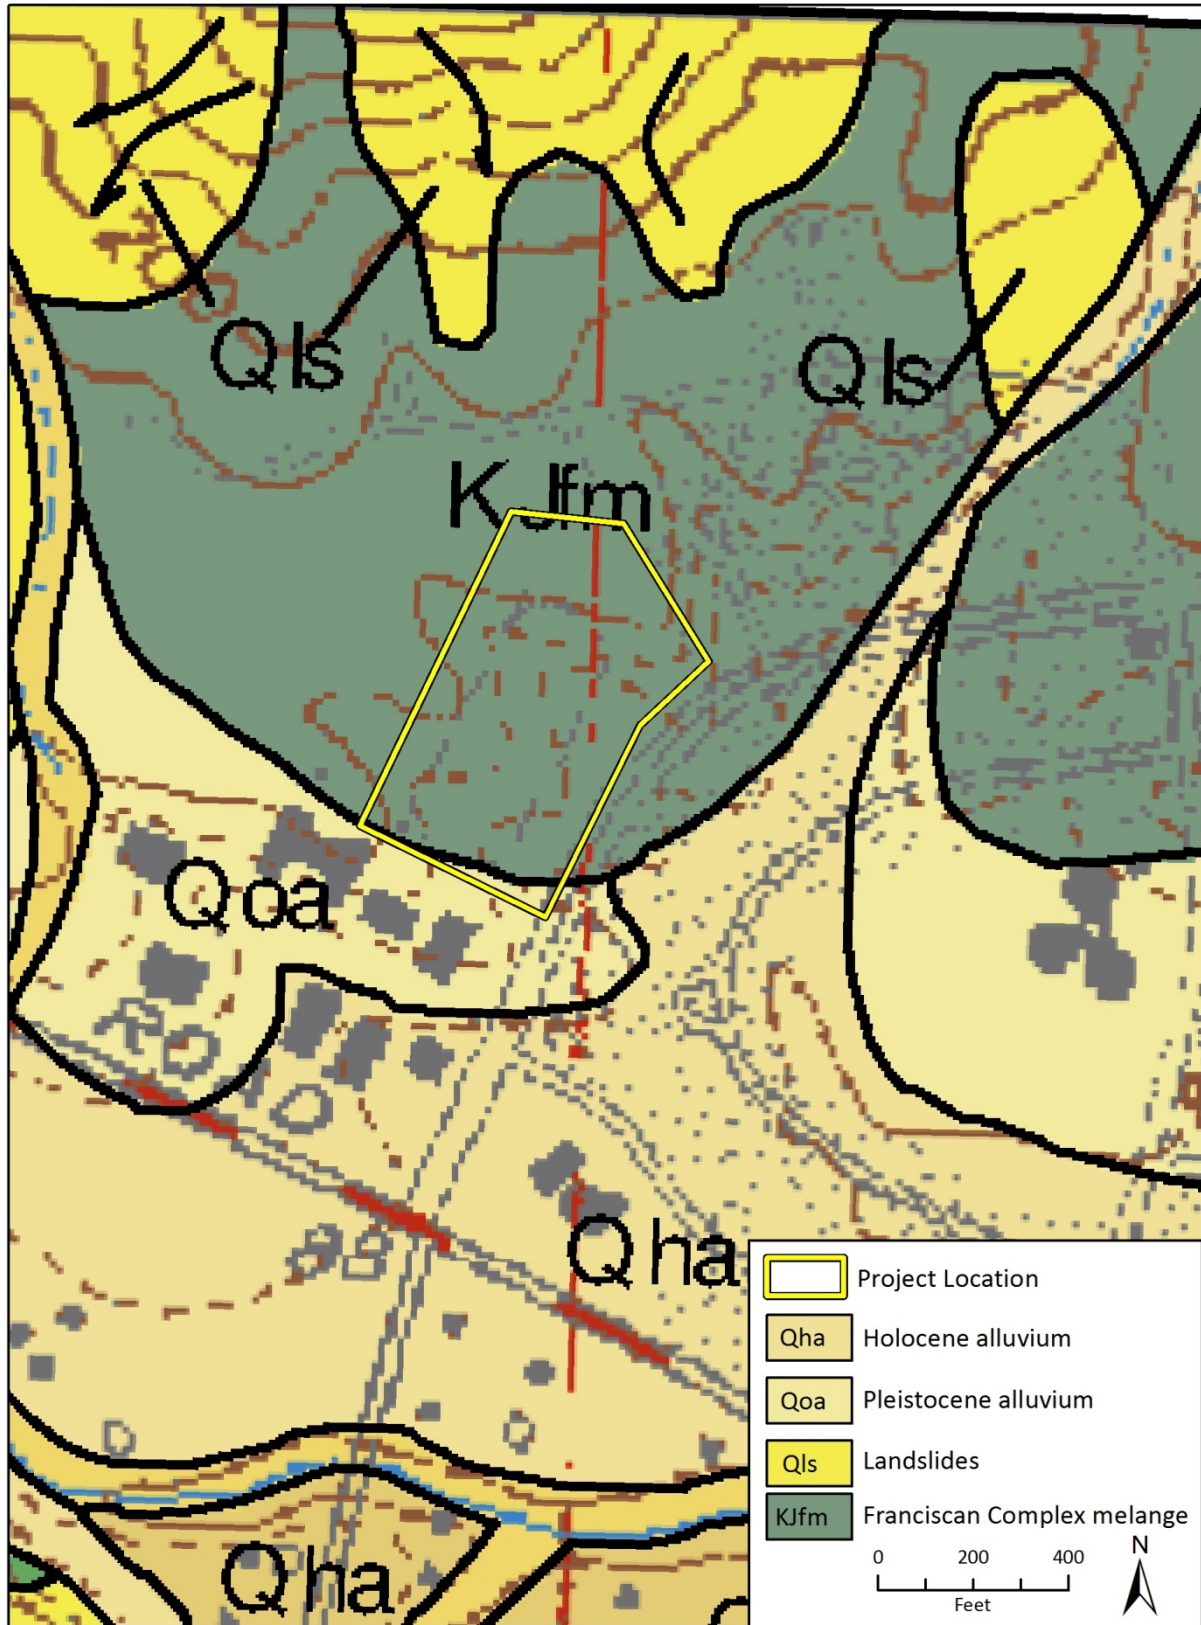 Qls
Qls
KJfm
Qoa
Qha
Project Location
Qha Holocene alluvium
Qoa Pleistocene alluvium
Qls Landslides
KJfm Franciscan Complex melange
N
0 200 400
Feet
Qha